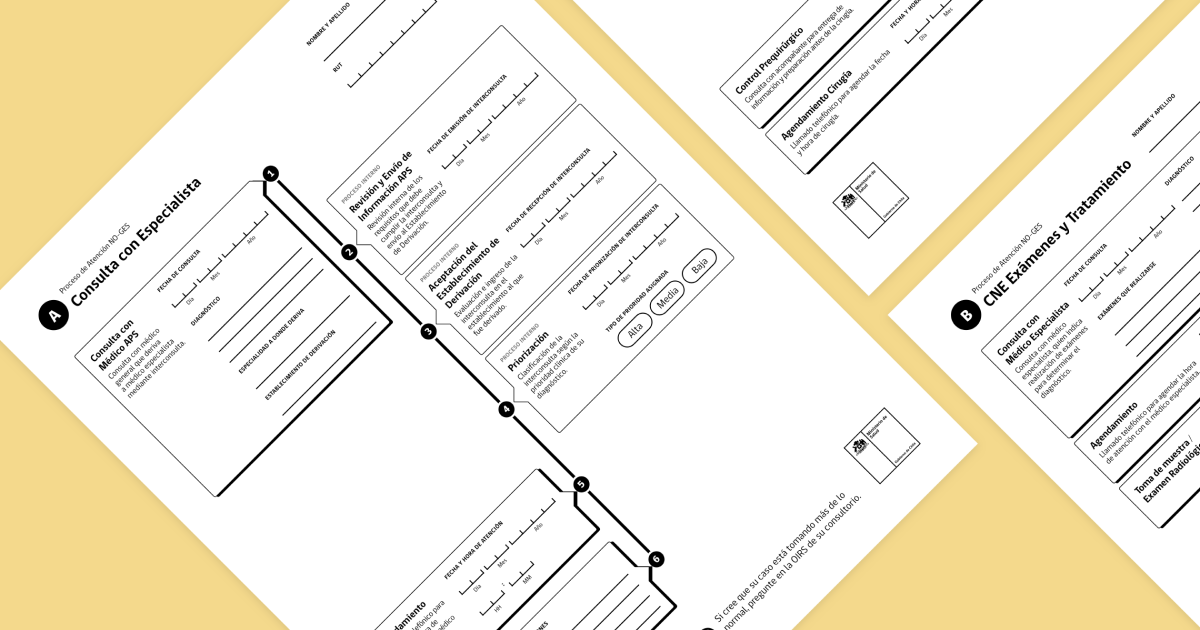 NOMBRE Y APELLIDO
RUT
A
Proceso de Atención NO-GES
Consulta con Especialista
1
2
3
4
5
6
Consulta con
Médico APS
Consulta con médico
general que deriva
a médico especialista
mediante interconsulta.
FECHA DE CONSULTA
Día
Mes
Año
DIAGNÓSTICO
ESPECIALIDAD A DONDE DERIVA
ESTABLECIMIENTO DE DERIVACIÓN
PROCESO INTERNO
Revisión y Envío de
Información APS
Revisión interna de los
requisitos que debe
cumplir la interconsulta y
envío al Establecimiento
de Derivación.
FECHA DE EMISIÓN DE INTERCONSULTA
Día
Mes
Año
PROCESO INTERNO
Aceptación del
Establecimiento de
Derivación
Evaluación e ingreso de la
interconsulta en el
establecimiento al que
fue derivado.
FECHA DE RECEPCIÓN DE INTERCONSULTA
Día
Mes
Año
PROCESO INTERNO
Priorización
Clasificación de la
interconsulta según la
prioridad clínica de su
diagnóstico.
FECHA DE PRIORIZACIÓN DE INTERCONSULTA
Día
Mes
Año
TIPO DE PRIORIDAD ASIGNADA
Alta
Media
Baja
FECHA Y HORA DE ATENCIÓN
Día
Mes
Año
HH
:
MM
Ministerio de
Salud
Gobierno de Chile
Si cree que su caso está tomando más de lo
normal, pregunte en la OIRS de su consultorio.
Control Prequirúrgico
Consulta con acompañante para entrega de
información y preparación antes de la cirugía.
Agendamiento Cirugía
Llamado telefónico para agendar la fecha
y hora de cirugía.
Día
Mes
Ministerio de
Salud
Gobierno de Chile
B
Proceso de Atención NO-GES
CNE Exámenes y Tratamiento
NOMBRE Y APELLIDO
DIAGNÓSTICO
Consulta con
Médico Especialista
Consulta con médico
especialista, quien indica
realización de exámenes
para determinar el
diagnóstico.
FECHA DE CONSULTA
Día
Mes
Año
EXÁMENES QUE REALIZARSE
Agendamiento
Llamado telefónico para agendar la hora
de atención con el médico especialista.
Toma de muestra /